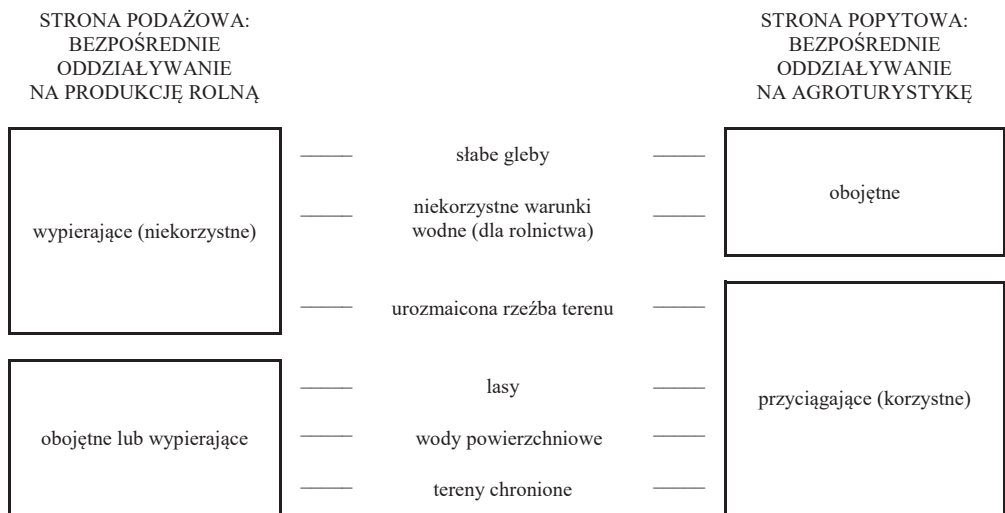 STRONA PODAŻOWA:
BEZPOŚREDNIE
ODDZIAŁYWANIE
NA PRODUKCJĘ ROLNĄ
STRONA POPYTOWA:
BEZPOŚREDNIE
ODDZIAŁYWANIE
NA AGROTURYSTYKĘ
wypierające (niekorzystne)
obojętne lub wypierające
słabe gleby
niekorzystne warunki
wodne (dla rolnictwa)
urozmaicona rzeźba terenu
lasy
wody powierzchniowe
tereny chronione
obojętne
przyciągające (korzystne)